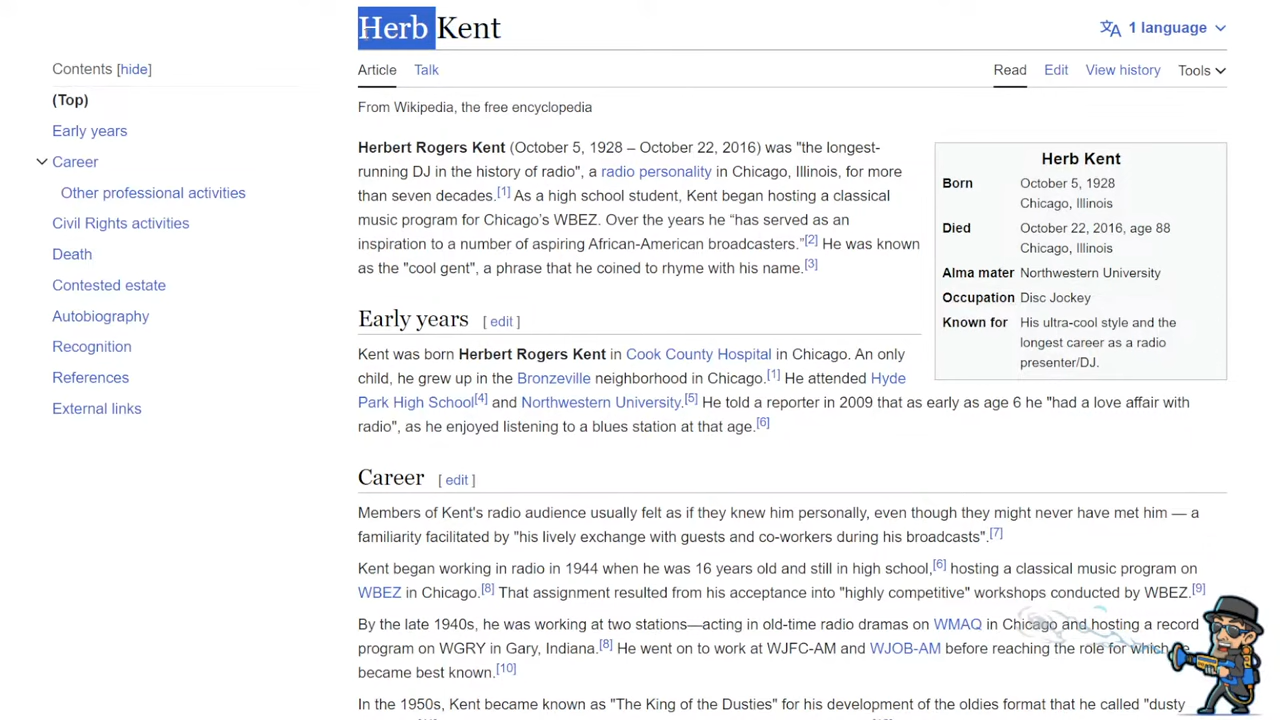 Herb Kent
1 language
Contents [hide]
(Top)
Early years
Career
Other professional activities
Civil Rights activities
Death
Contested estate
Autobiography
Recognition
References
External links
Article Talk
Read Edit View history Tools
From Wikipedia, the free encyclopedia
Herbert Rogers Kent (October 5, 1928 – October 22, 2016) was "the longest-
running DJ in the history of radio", a radio personality in Chicago, Illinois, for more
than seven decades.[1] As a high school student, Kent began hosting a classical
music program for Chicago's WBEZ. Over the years he “has served as an
inspiration to a number of aspiring African-American broadcasters.”[2] He was known
as the "cool gent", a phrase that he coined to rhyme with his name.[3]
Herb Kent
Born October 5, 1928
Chicago, Illinois
Died October 22, 2016, age 88
Chicago, Illinois
Alma mater Northwestern University
Occupation Disc Jockey
Known for His ultra-cool style and the
longest career as a radio
presenter/DJ.
Early years [ edit ]
Kent was born Herbert Rogers Kent in Cook County Hospital in Chicago. An only
child, he grew up in the Bronzeville neighborhood in Chicago.[1] He attended Hyde
Park High School[4] and Northwestern University.[5] He told a reporter in 2009 that as early as age 6 he "had a love affair with
radio", as he enjoyed listening to a blues station at that age.[6]
Career [ edit ]
Members of Kent's radio audience usually felt as if they knew him personally, even though they might never have met him — a
familiarity facilitated by "his lively exchange with guests and co-workers during his broadcasts".[7]
Kent began working in radio in 1944 when he was 16 years old and still in high school,[6] hosting a classical music program on
WBEZ in Chicago.[8] That assignment resulted from his acceptance into "highly competitive" workshops conducted by WBEZ.[9]
By the late 1940s, he was working at two stations—acting in old-time radio dramas on WMAQ in Chicago and hosting a record
program on WGRY in Gary, Indiana.[8] He went on to work at WJFC-AM and WJOB-AM before reaching the role for which
became best known.[10]
In the 1950s, Kent became known as "The King of the Dusties" for his development of the oldies format that he called "dusty